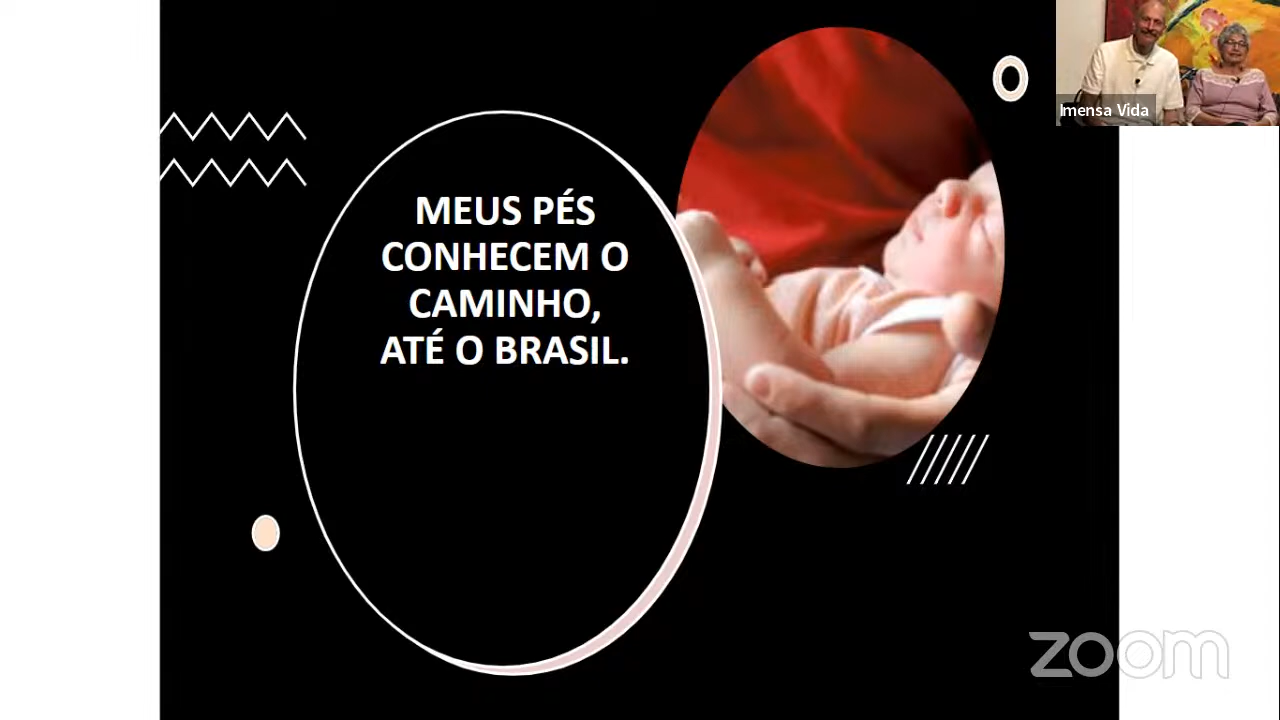 MEUS PÉS
CONHECEM O
CAMINHO,
ATÉ O BRASIL.
Imensa Vida
zoom